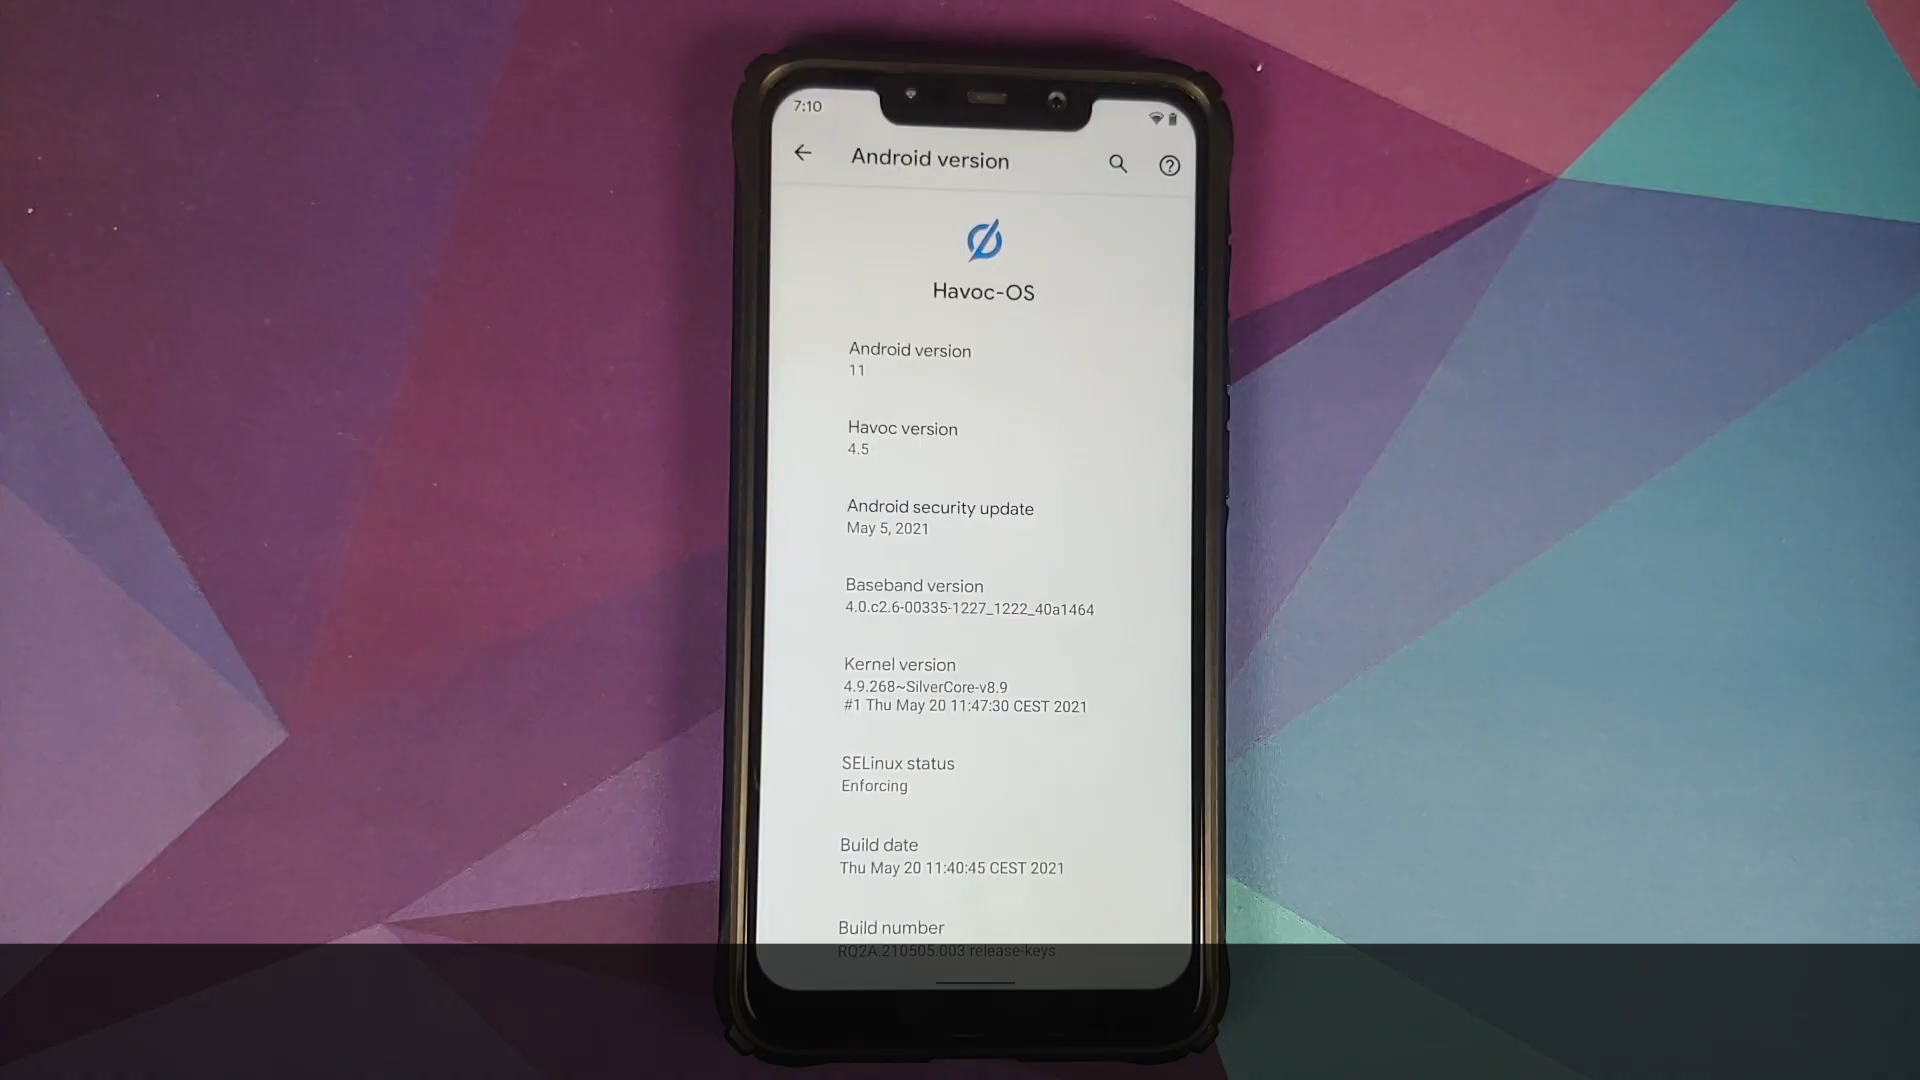 7:10
Android version
Havoc-OS
Android version
11
Havoc version
4.5
Android security update
May 5, 2021
Baseband version
4.0.c2.6-00335-1227_1222_40a1464
Kernel version
4.9.268~SilverCore-v8.9
#1 Thu May 20 11:47:30 CEST 2021
SELinux status
Enforcing
Build date
Thu May 20 11:40:45 CEST 2021
Build number
RQ2A.210505.003 release-keys